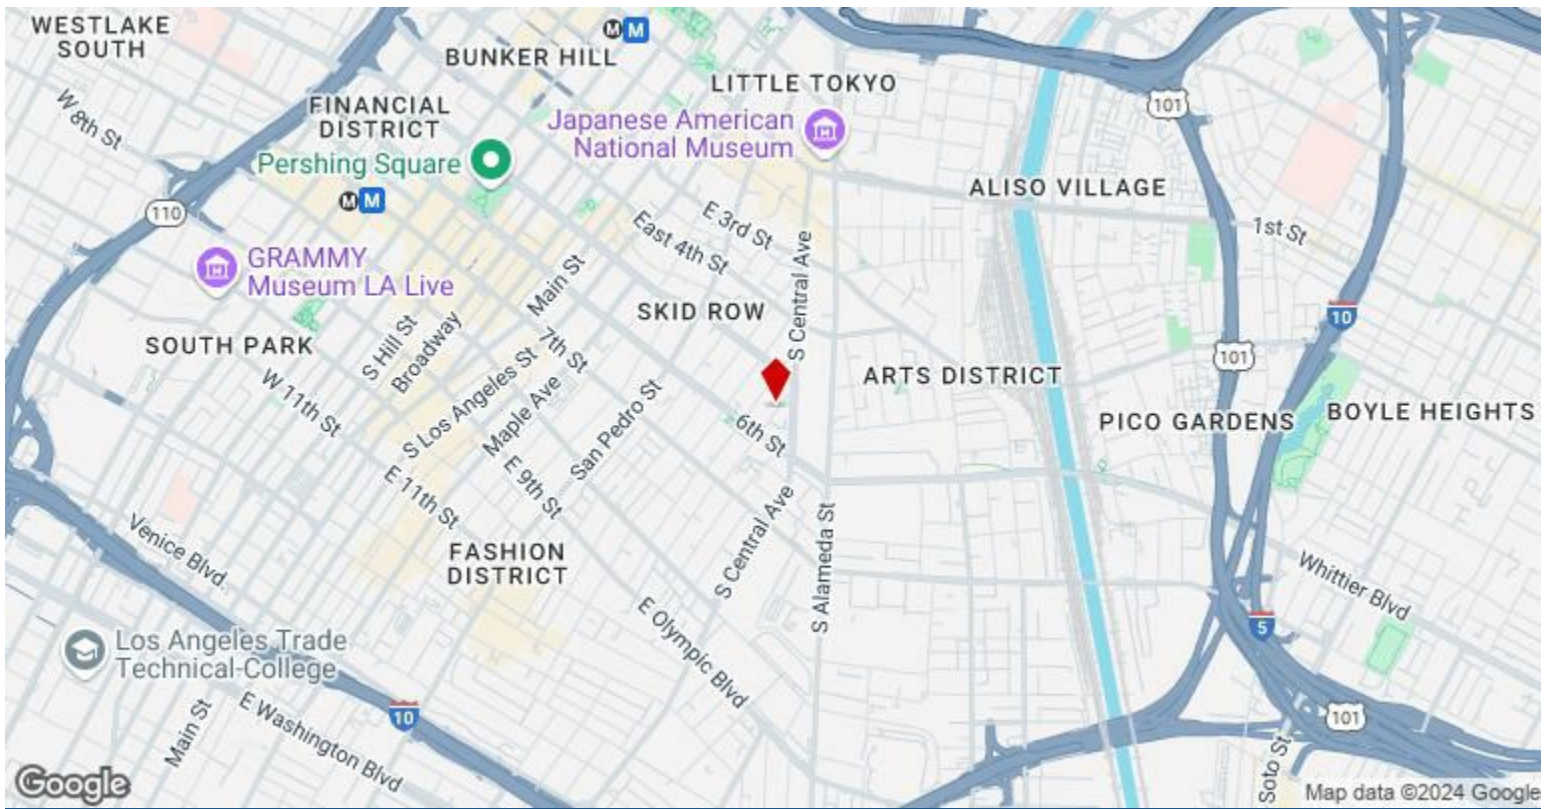 WESTLAKE
SOUTH
M M
BUNKER HILL
LITTLE TOKYO
W 8th St
FINANCIAL
DISTRICT
Japanese American
National Museum
101
Pershing Square
M M
ALISO VILLAGE
110
E 3rd St
East 4th St
1st St
GRAMMY
Museum LA Live
Main St
S Central Ave
SKID ROW
10
SOUTH PARK
S Hill St
Broadway
7th St
101
ARTS DISTRICT
W 11th St
S Los Angeles St
Maple Ave
San Pedro St
6th St
PICO GARDENS
BOYLE HEIGHTS
E 11th St
E 9th St
Venice Blvd.
FASHION
DISTRICT
S Central Ave
S Alameda St
Whittier Blvd
5
Los Angeles Trade
Technical-College
E Olympic Blvd
10
101
Main St
E Washington Blvd
Soto St
Google
Map data ©2024 Google